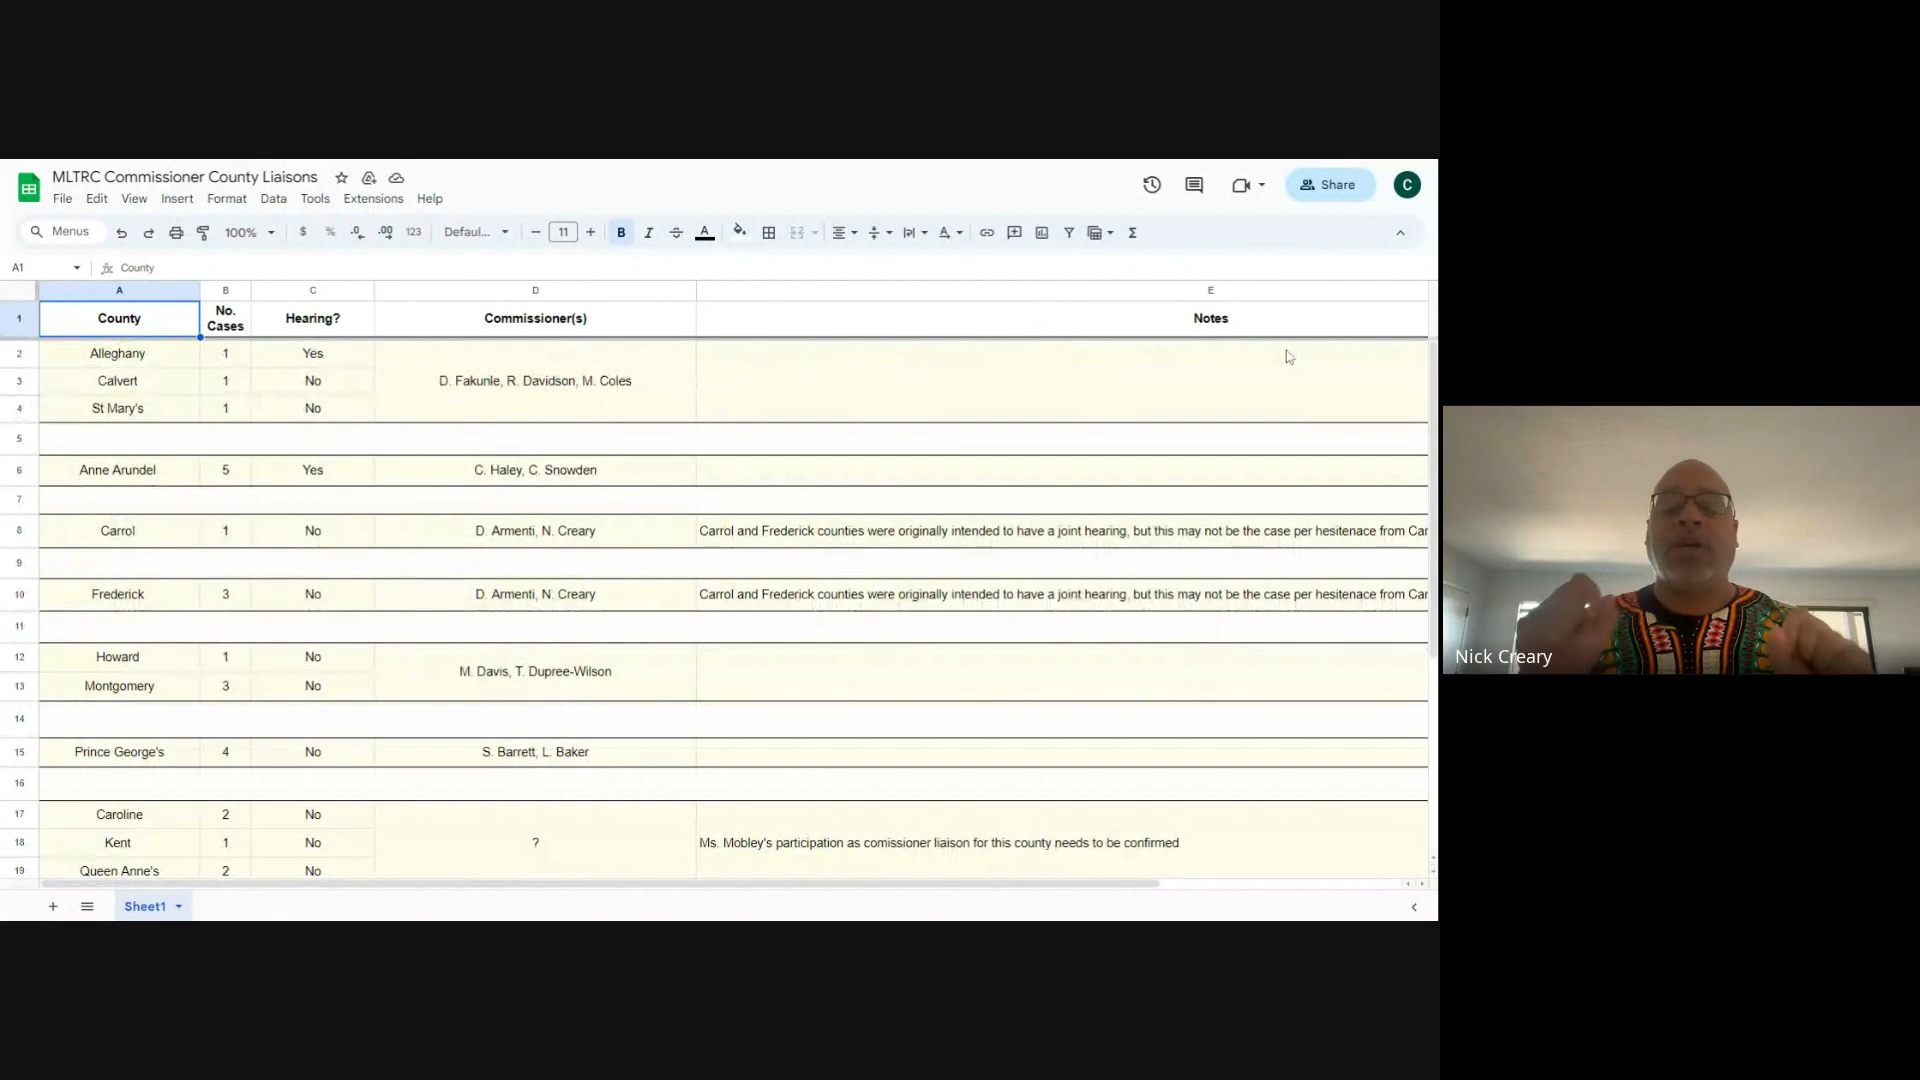 MLTRC Commissioner County Liaisons
File Edit View Insert Format Data Tools Extensions Help
Share
C
Menus
100%
$ % .0 .00 123
Defaul...
11
B I S A
A1
County
A B C D E
1 County No. Cases Hearing? Commissioner(s) Notes
2 Alleghany 1 Yes
3 Calvert 1 No D. Fakunle, R. Davidson, M. Coles
4 St Mary's 1 No
5
6 Anne Arundel 5 Yes C. Haley, C. Snowden
7
8 Carrol 1 No D. Armenti, N. Creary Carrol and Frederick counties were originally intended to have a joint hearing, but this may not be the case per hesitenace from Car
9
10 Frederick 3 No D. Armenti, N. Creary Carrol and Frederick counties were originally intended to have a joint hearing, but this may not be the case per hesitenace from Car
11
12 Howard 1 No
M. Davis, T. Dupree-Wilson
13 Montgomery 3 No
14
15 Prince George's 4 No S. Barrett, L. Baker
16
17 Caroline 2 No
18 Kent 1 No ? Ms. Mobley's participation as comissioner liaison for this county needs to be confirmed
19 Queen Anne's 2 No
Sheet1
Nick Creary